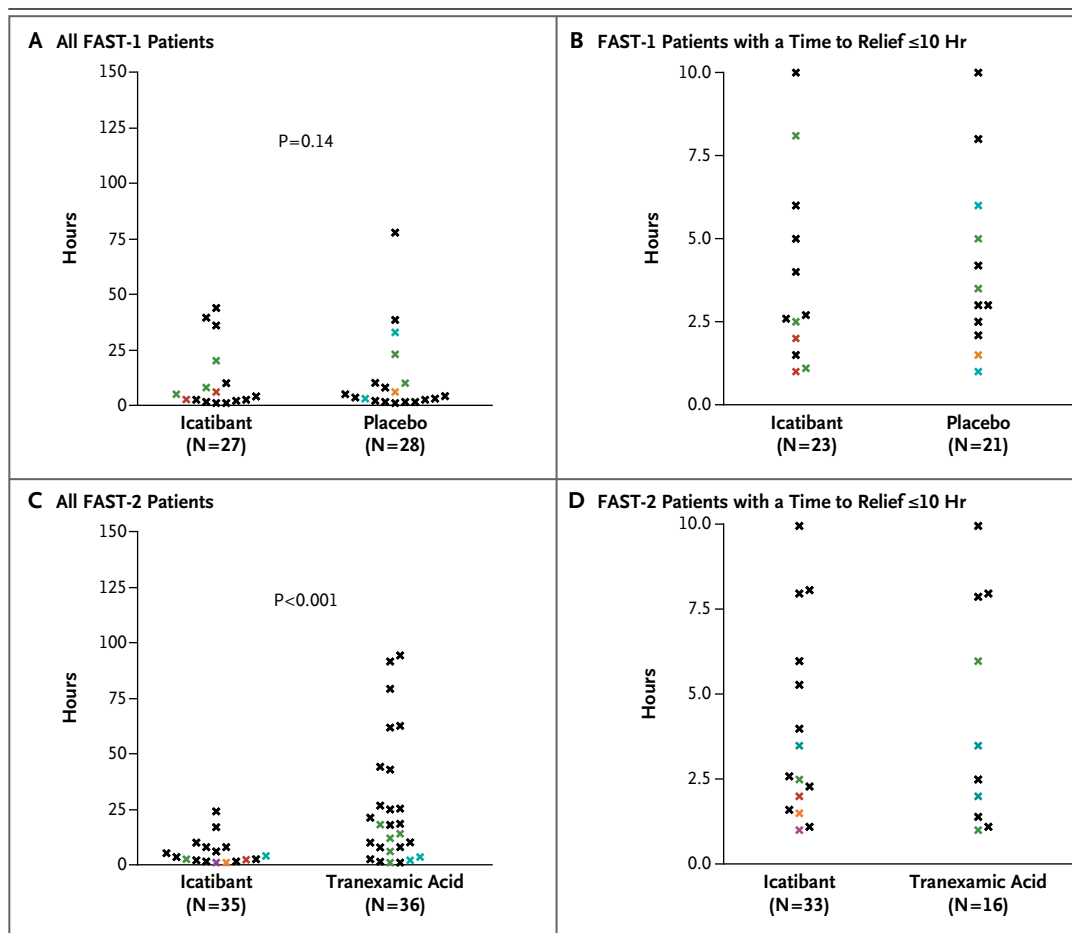 A All FAST-1 Patients
150
125
100
75
50
25
0
Hours
P=0.14
Icatibant
(N=27)
Placebo
(N=28)
B FAST-1 Patients with a Time to Relief ≤10 Hr
10.0
7.5
5.0
2.5
0.0
Hours
Icatibant
(N=23)
Placebo
(N=21)
C All FAST-2 Patients
150
125
100
75
50
25
0
Hours
P<0.001
Icatibant
(N=35)
Tranexamic Acid
(N=36)
D FAST-2 Patients with a Time to Relief ≤10 Hr
10.0
7.5
5.0
2.5
0.0
Hours
Icatibant
(N=33)
Tranexamic Acid
(N=16)